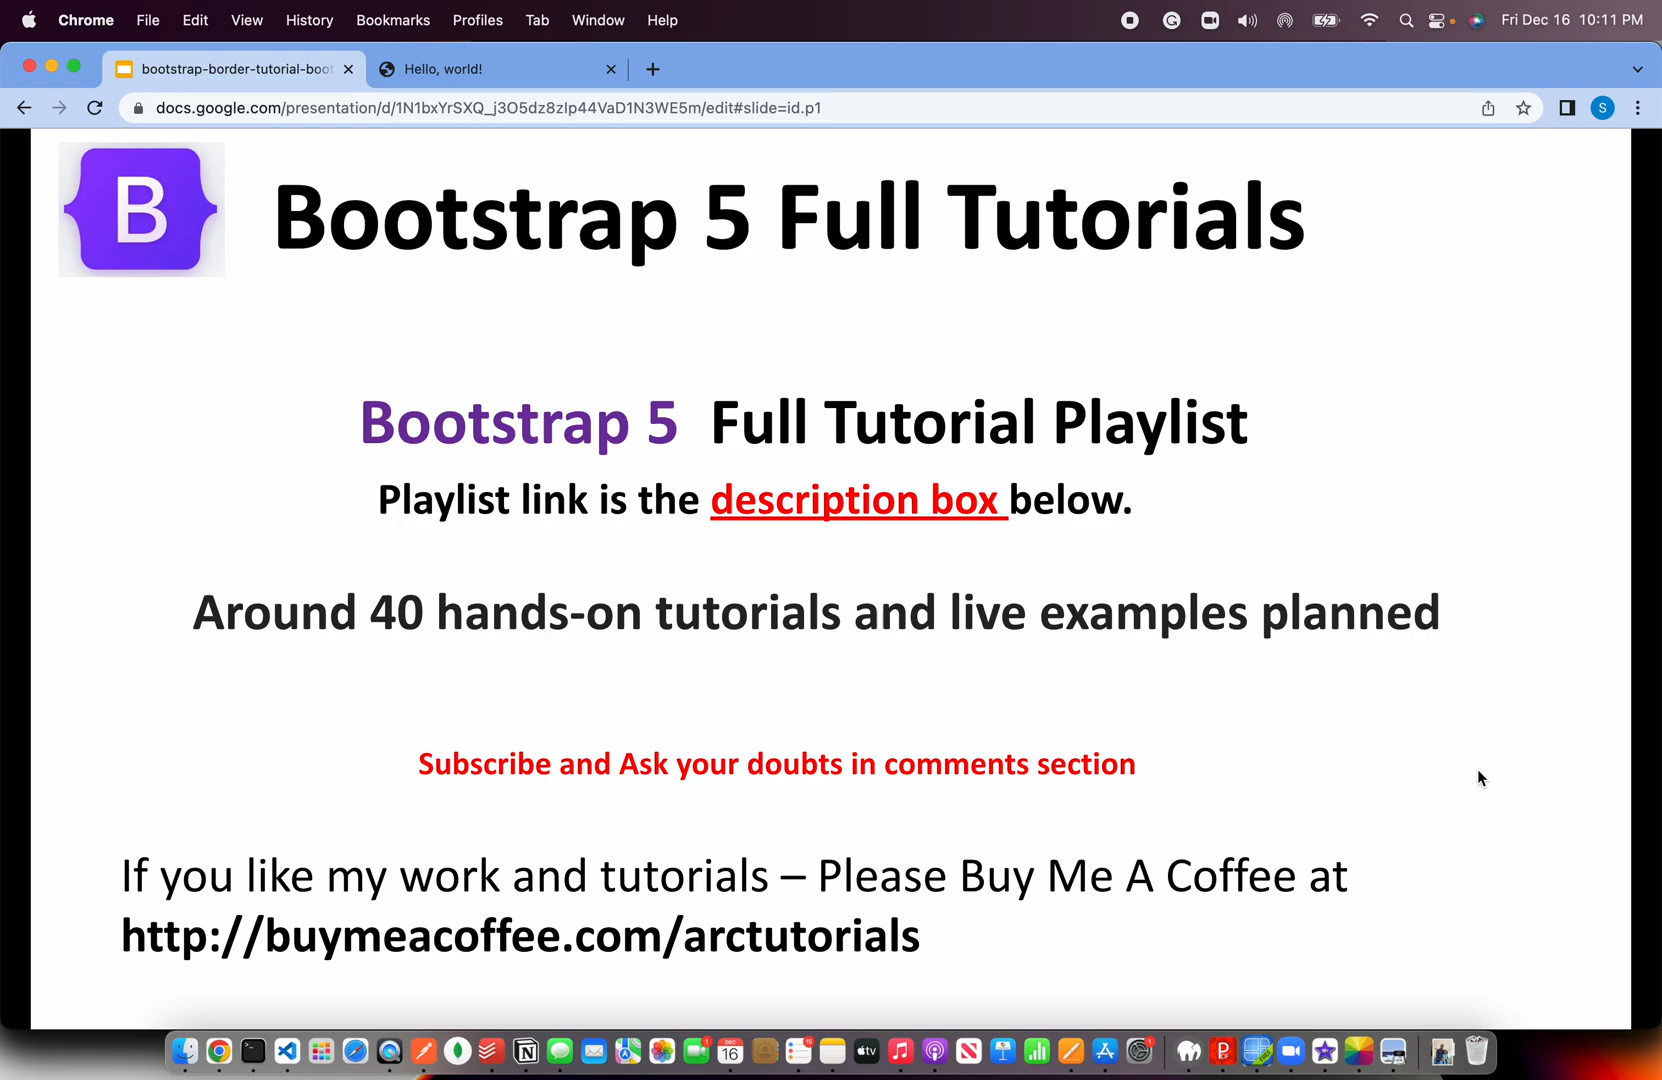 Chrome File Edit View History Bookmarks Profiles Tab Window Help Fri Dec 16 10:11 PM
bootstrap-border-tutorial-boot Hello, world!
docs.google.com/presentation/d/1N1bxYrSXQ_j3O5dz8zIp44VaD1N3WE5m/edit#slide=id.p1 S
B
Bootstrap 5 Full Tutorials
Bootstrap 5 Full Tutorial Playlist
Playlist link is the description box below.
Around 40 hands-on tutorials and live examples planned
Subscribe and Ask your doubts in comments section
If you like my work and tutorials – Please Buy Me A Coffee at
http://buymeacoffee.com/arctutorials